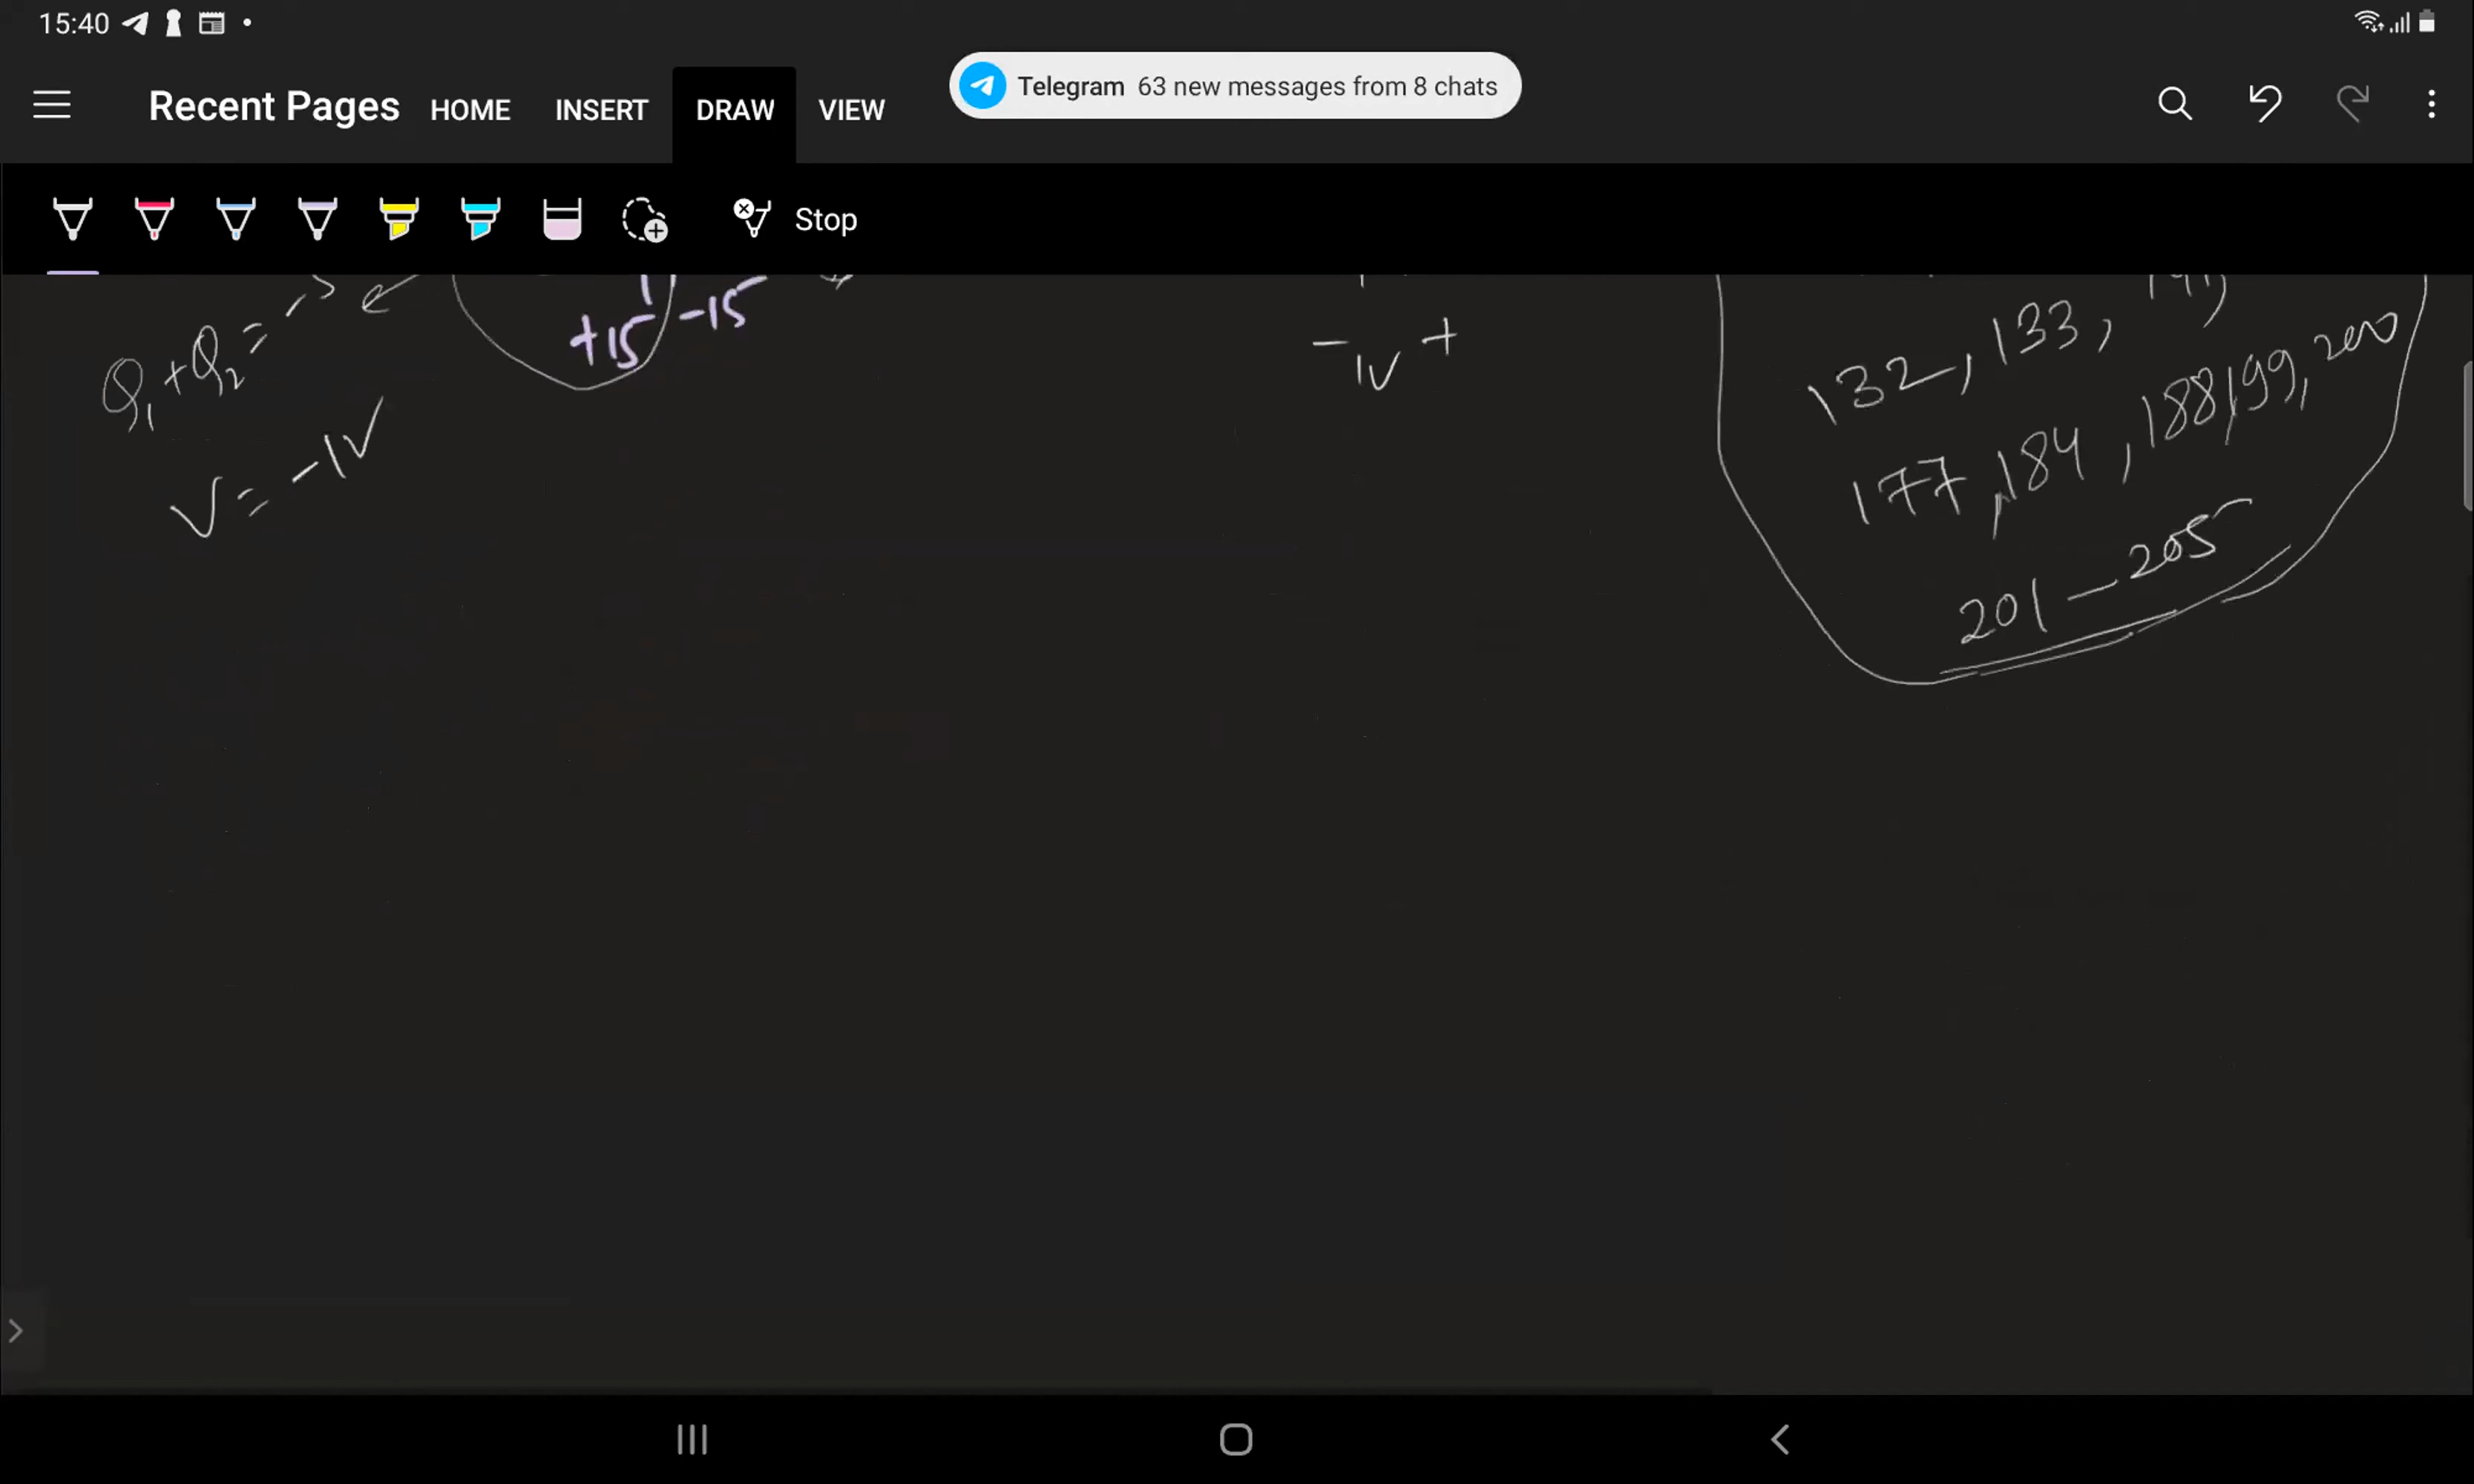 15:40
Recent Pages HOME INSERT DRAW VIEW
Telegram 63 new messages from 8 chats
Stop
+15 -15
Q₁+Q₂=
V = -1V
- 1V +
132, 133,
177, 184, 188, 199, 200
201 - 205